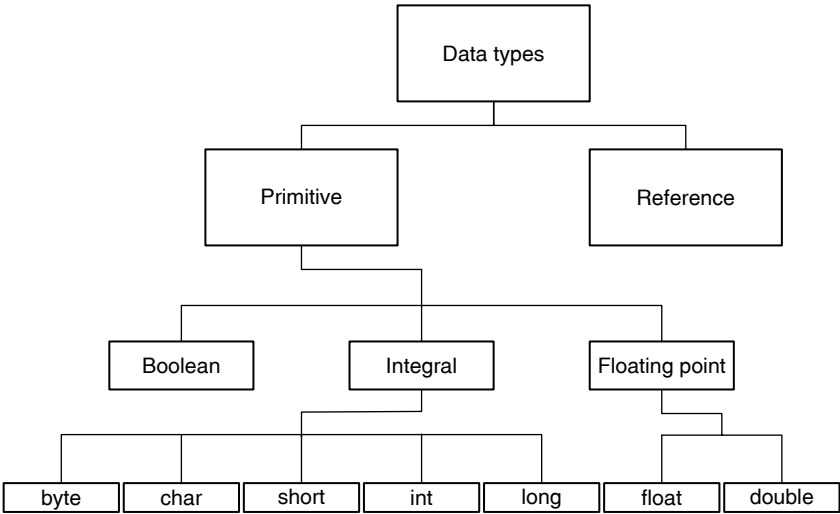 Data types
Primitive
Reference
Boolean
Integral
Floating point
byte
char
short
int
long
float
double